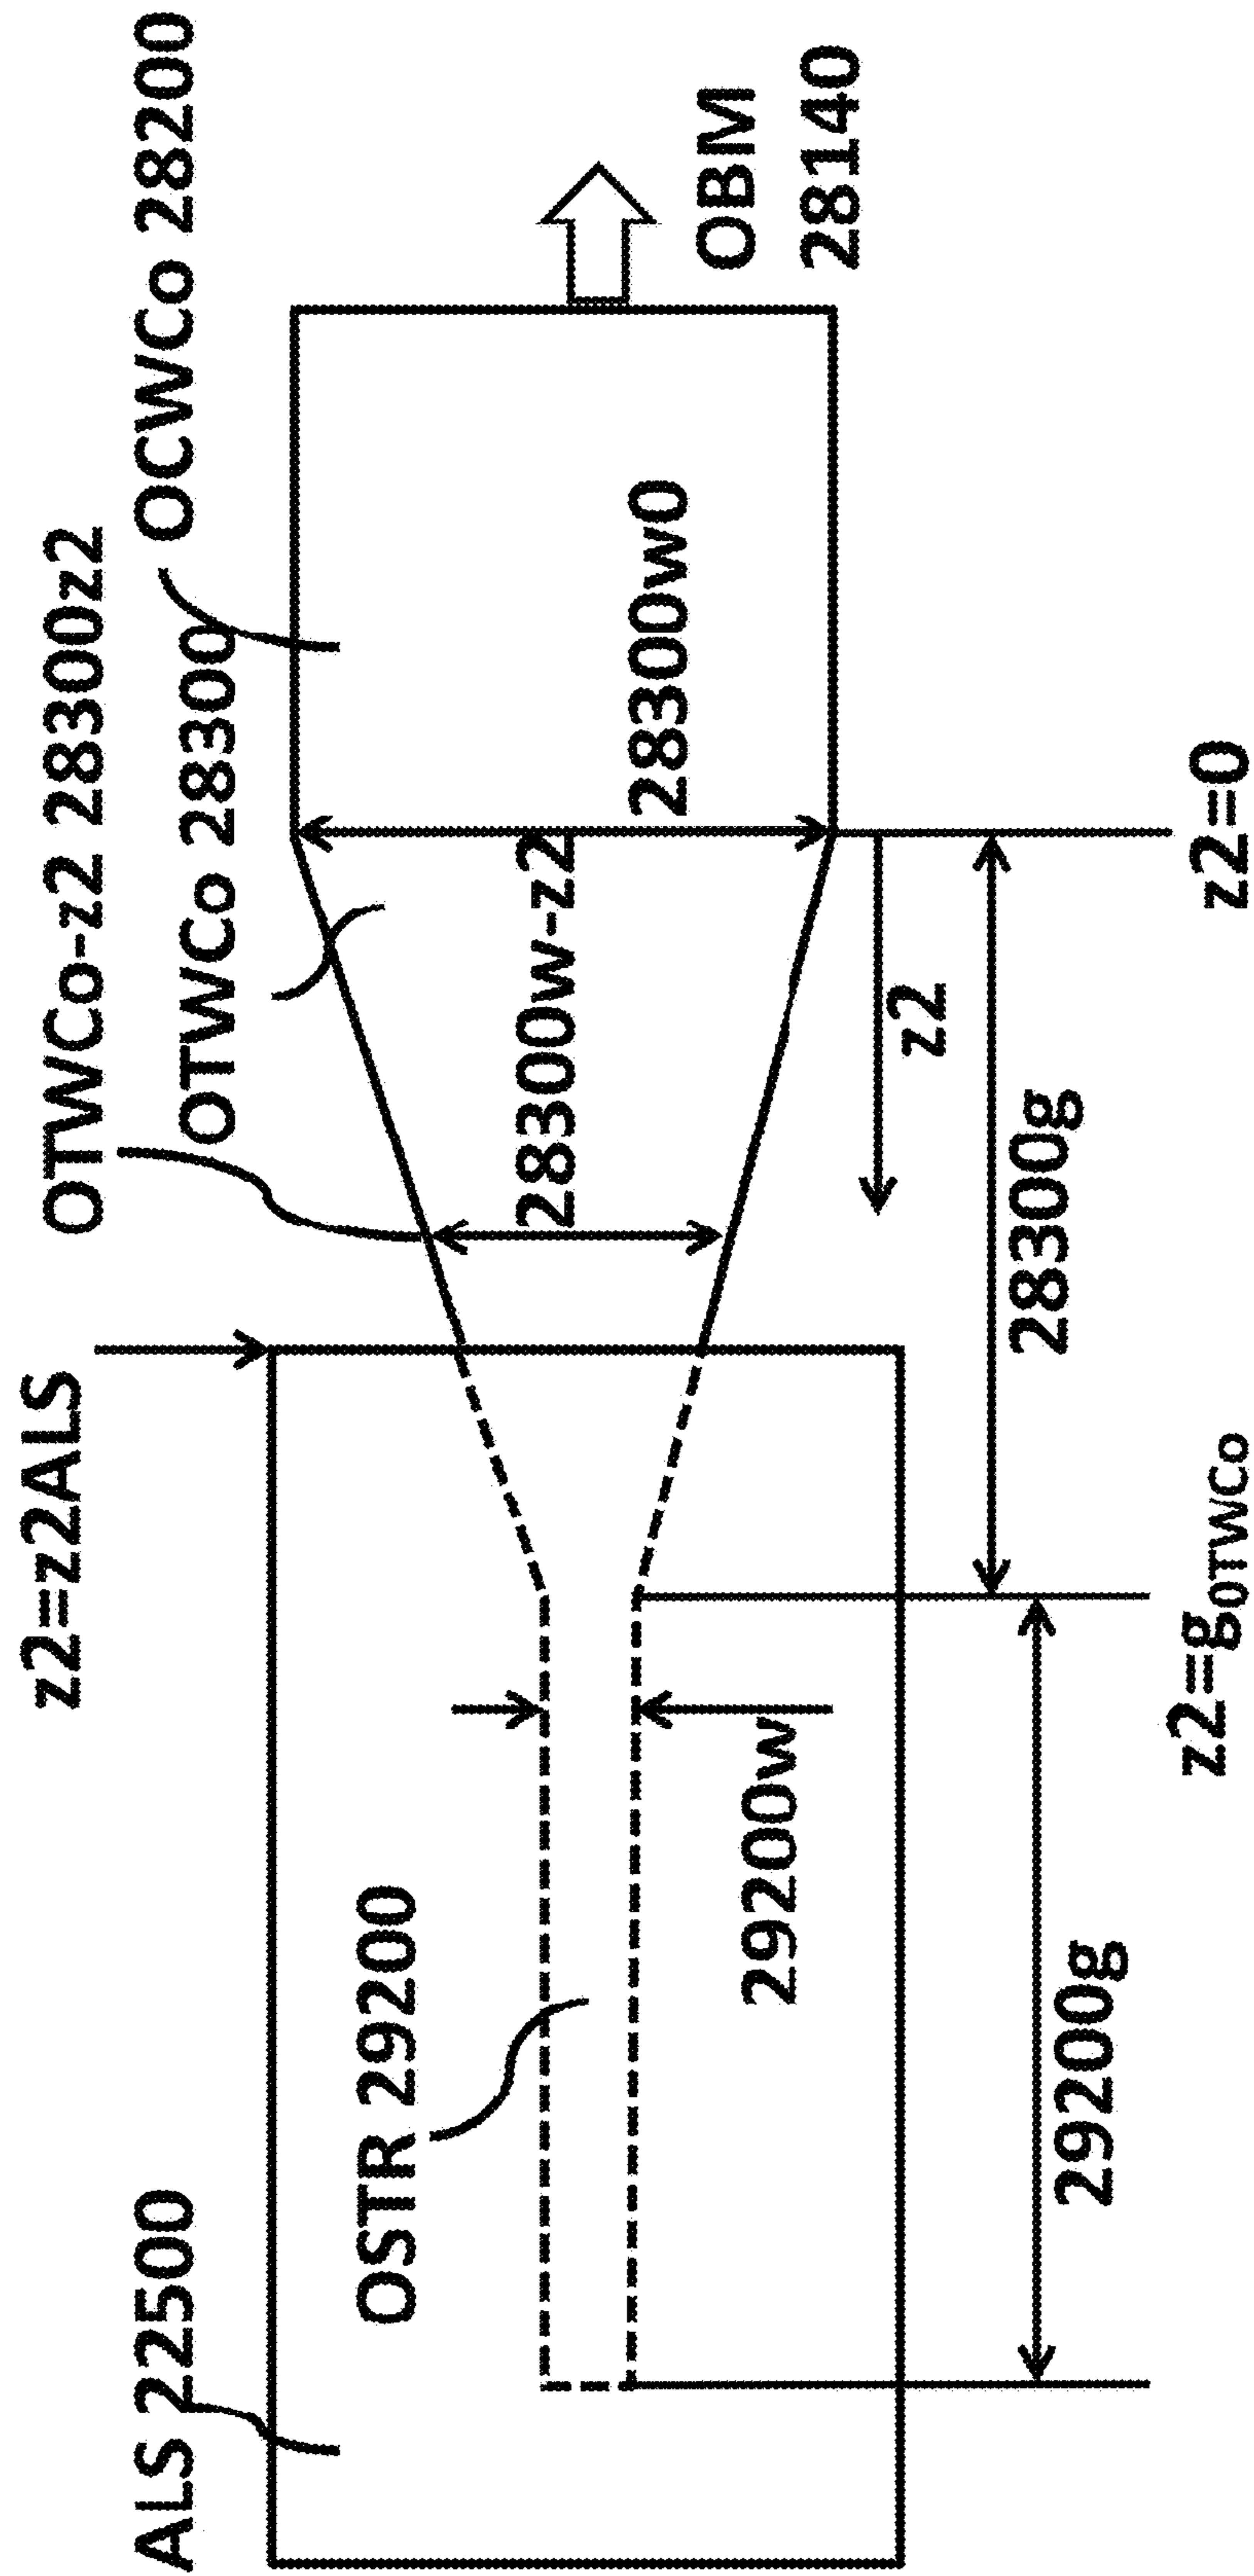 z2=z2ALS
OTWCo-z2 28300z2
ALS 22500
OTWCo 28300
OCWCo 28200
OSTR 29200
28300w-z2
28300w0
OBM
28140
29200w
z2
28300g
29200g
z2=gOTWCo
z2=0